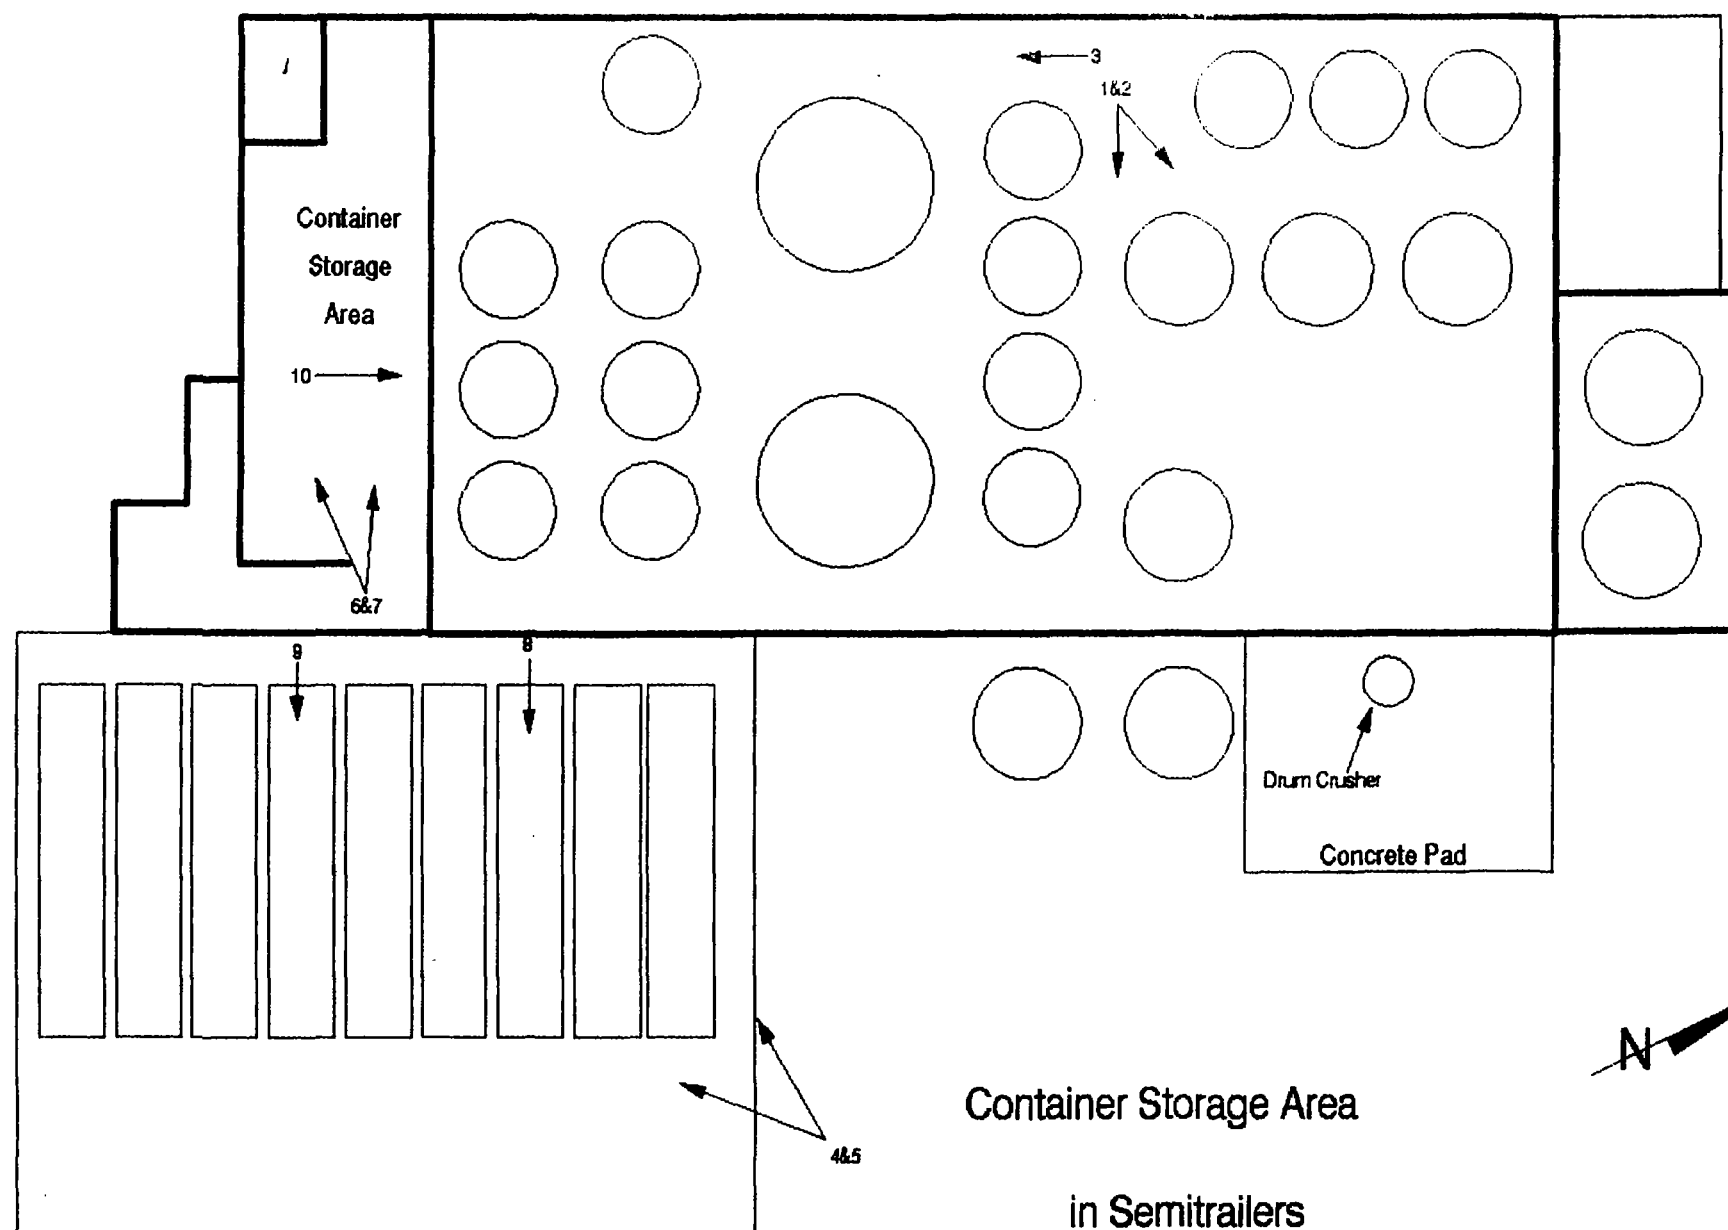 3
1&2
Container
Storage
Area
10
6&7
9
8
Drum Crusher
Concrete Pad
N
Container Storage Area
4&5
in Semitrailers